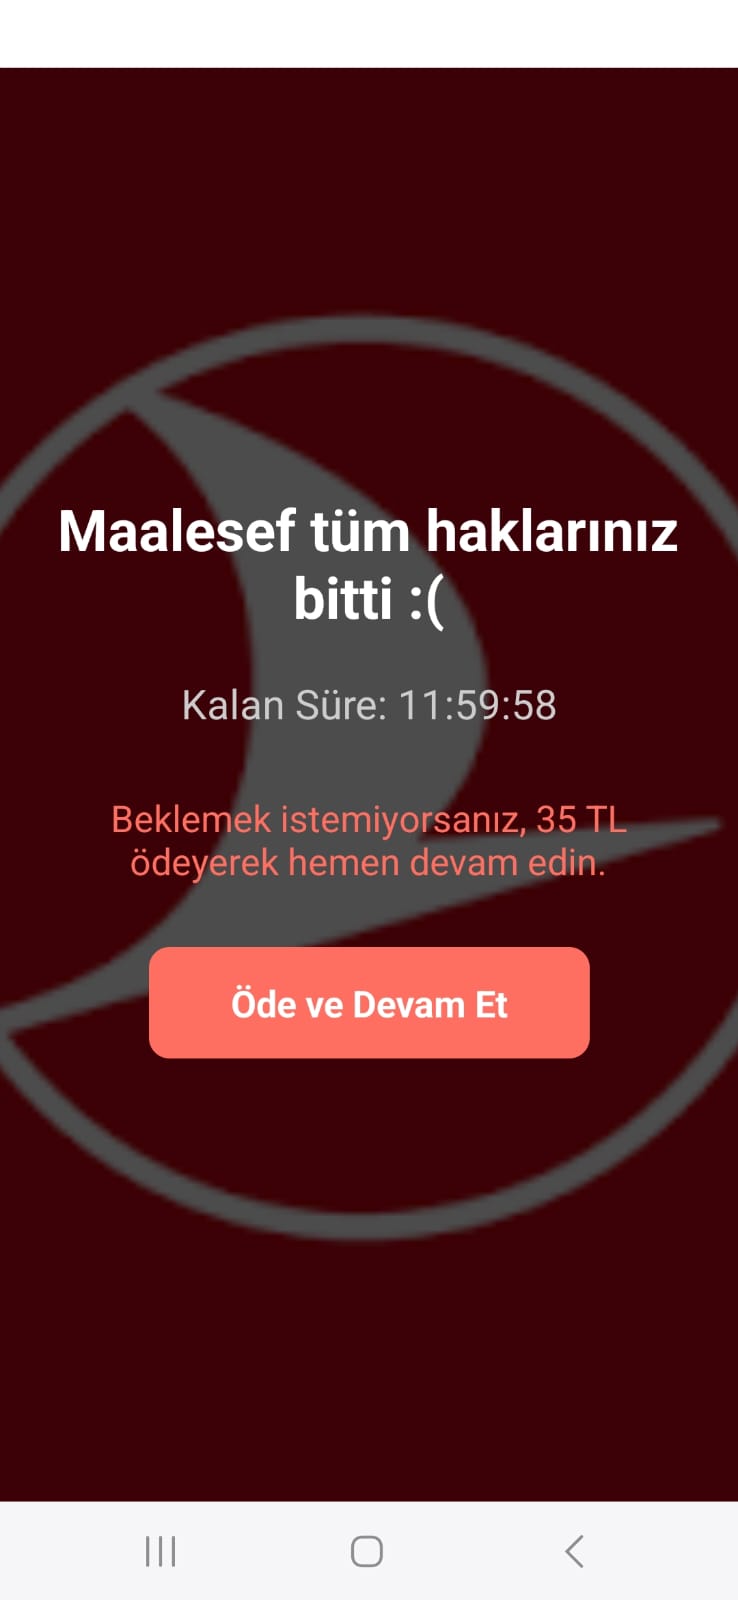 Maalesef tüm haklarınız
bitti :(
Kalan Süre: 11:59:58
Beklemek istemiyorsanız, 35 TL
ödeyerek hemen devam edin.
Öde ve Devam Et